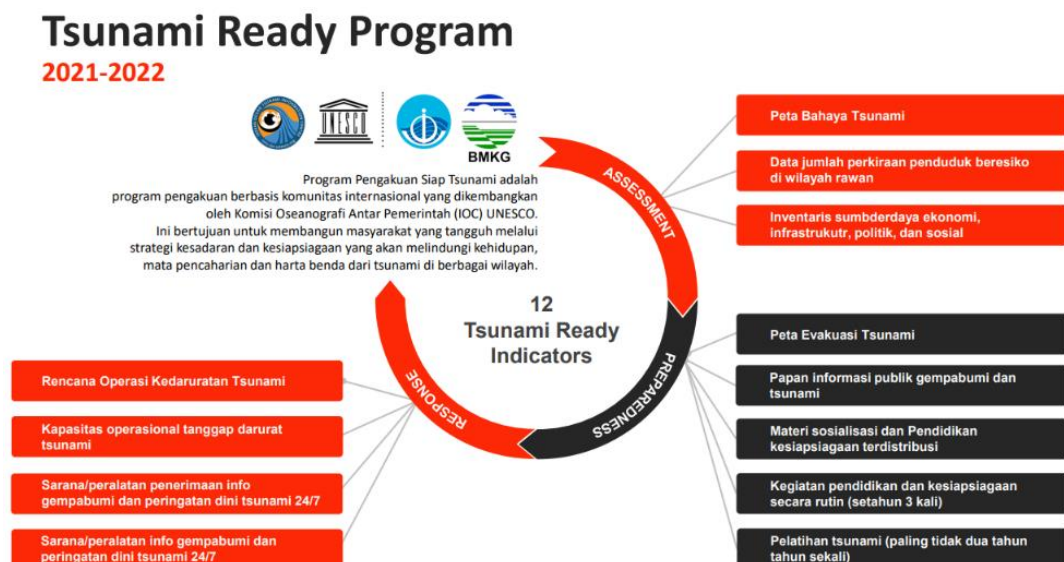 Tsunami Ready Program
2021-2022
UNESCO
BMKG
Program Pengakuan Siap Tsunami adalah
program pengakuan berbasis komunitas internasional yang dikembangkan
oleh Komisi Oseanografi Antar Pemerintah (IOC) UNESCO.
Ini bertujuan untuk membangun masyarakat yang tangguh melalui
strategi kesadaran dan kesiapsiagaan yang akan melindungi kehidupan,
mata pencaharian dan harta benda dari tsunami di berbagai wilayah.
12
Tsunami Ready
Indicators
ASSESSMENT
Peta Bahaya Tsunami
Data jumlah perkiraan penduduk beresiko
di wilayah rawan
Inventaris sumbderdaya ekonomi,
infrastrukutr, politik, dan sosial
PREPAREDNESS
Peta Evakuasi Tsunami
Papan informasi publik gempabumi dan
tsunami
Materi sosialisasi dan Pendidikan
kesiapsiagaan terdistribusi
Kegiatan pendidikan dan kesiapsiagaan
secara rutin (setahun 3 kali)
Pelatihan tsunami (paling tidak dua tahun
tahun sekali)
RESPONSE
Rencana Operasi Kedaruratan Tsunami
Kapasitas operasional tanggap darurat
tsunami
Sarana/peralatan penerimaan info
gempabumi dan peringatan dini tsunami 24/7
Sarana/peralatan info gempabumi dan
peringatan dini tsunami 24/7